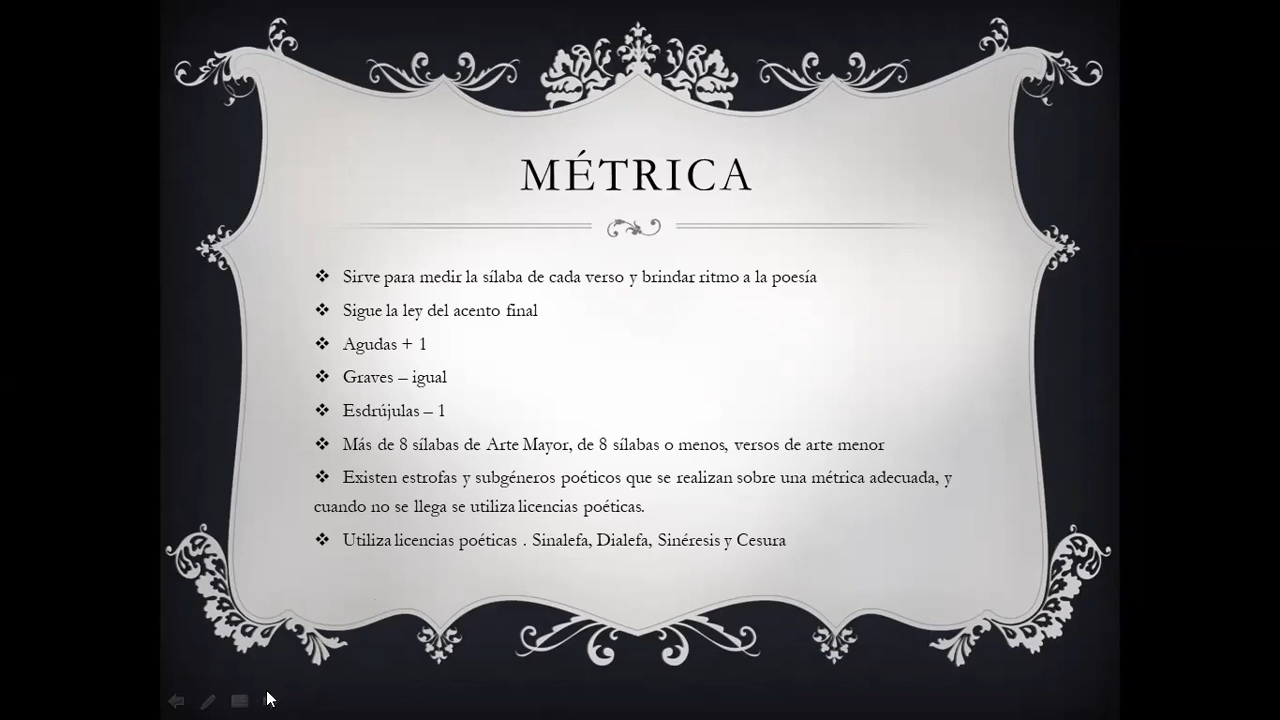 MÉTRICA
Sirve para medir la sílaba de cada verso y brindar ritmo a la poesía
Sigue la ley del acento final
Agudas + 1
Graves – igual
Esdrújulas – 1
Más de 8 sílabas de Arte Mayor, de 8 sílabas o menos, versos de arte menor
Existen estrofas y subgéneros poéticos que se realizan sobre una métrica adecuada, y
cuando no se llega se utiliza licencias poéticas.
Utiliza licencias poéticas . Sinalefa, Dialefa, Sinéresis y Cesura